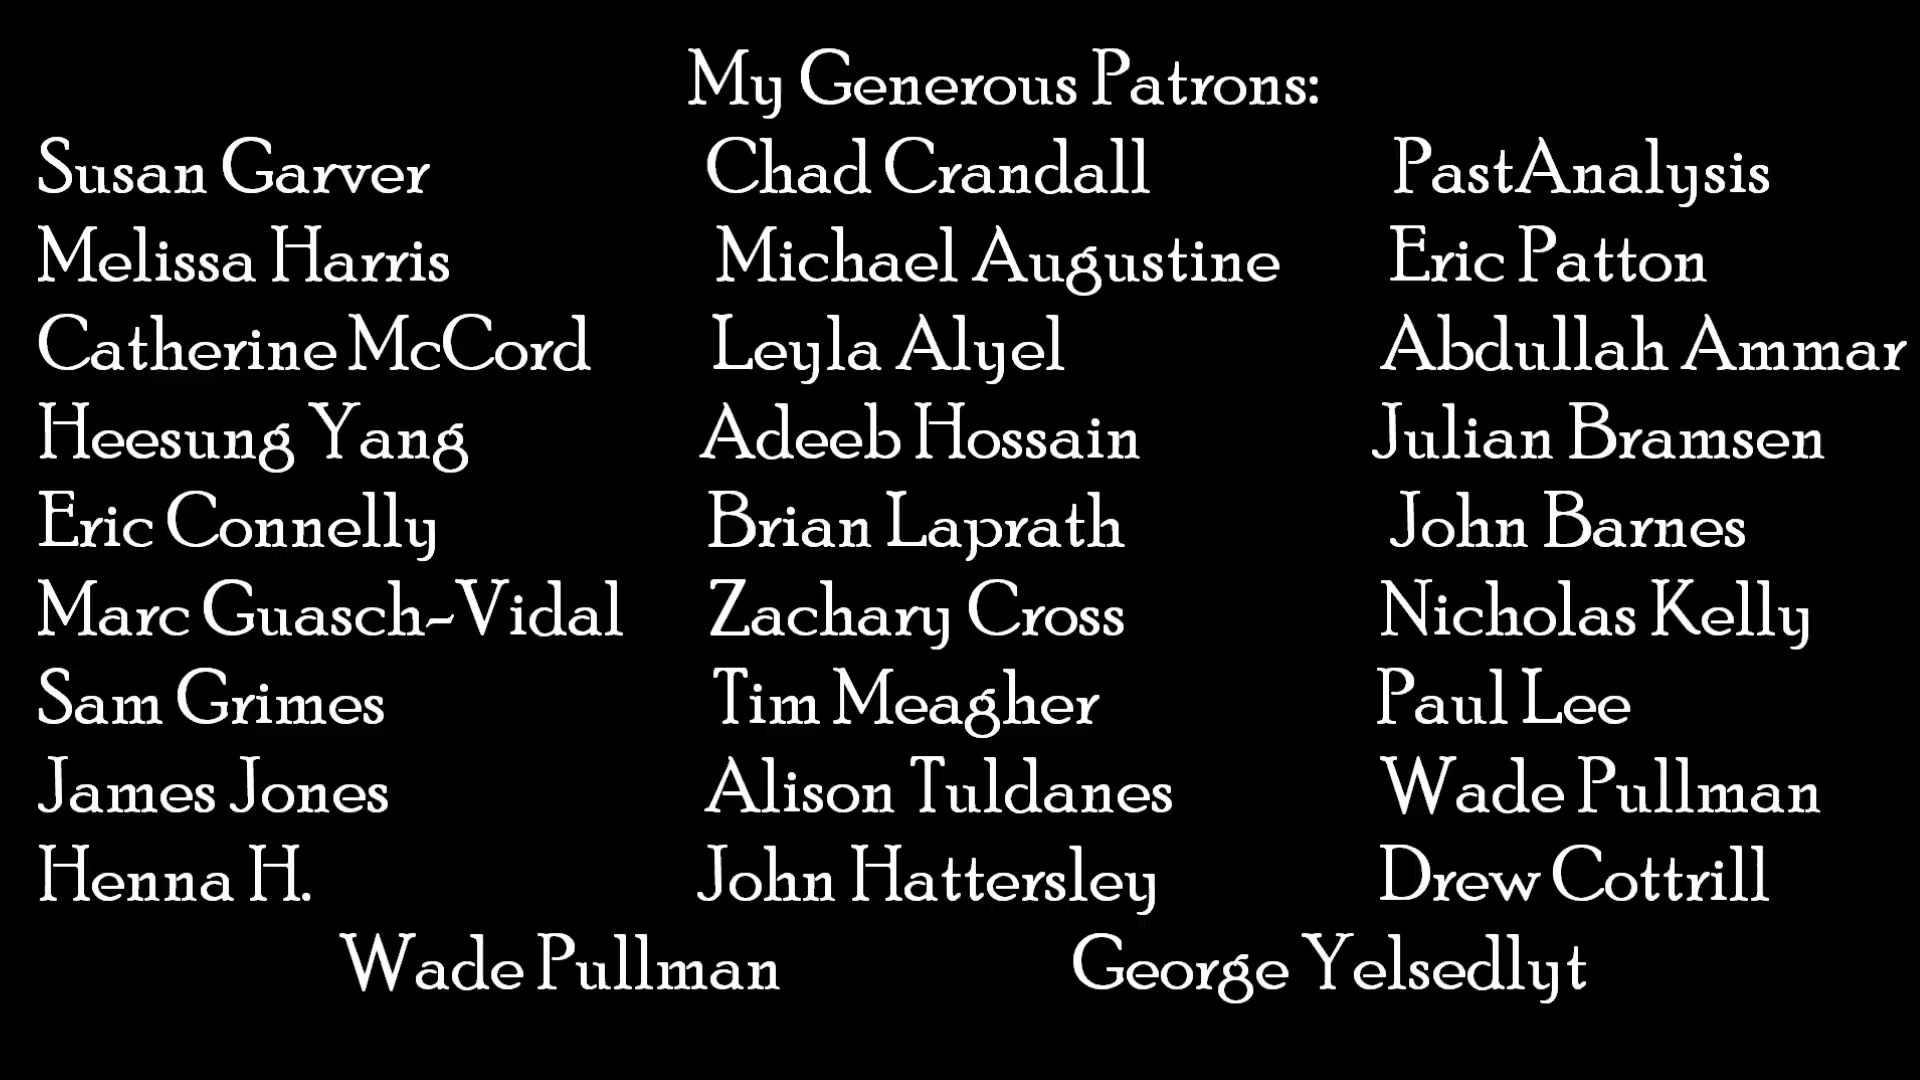 My Generous Patrons:
Susan Garver Chad Crandall PastAnalysis
Melissa Harris Michael Augustine Eric Patton
Catherine McCord Leyla Alyel Abdullah Ammar
Heesung Yang Adeeb Hossain Julian Bramsen
Eric Connelly Brian Laprath John Barnes
Marc Guasch-Vidal Zachary Cross Nicholas Kelly
Sam Grimes Tim Meagher Paul Lee
James Jones Alison Tuldanes Wade Pullman
Henna H. John Hattersley Drew Cottrill
Wade Pullman George Yelsedlyt